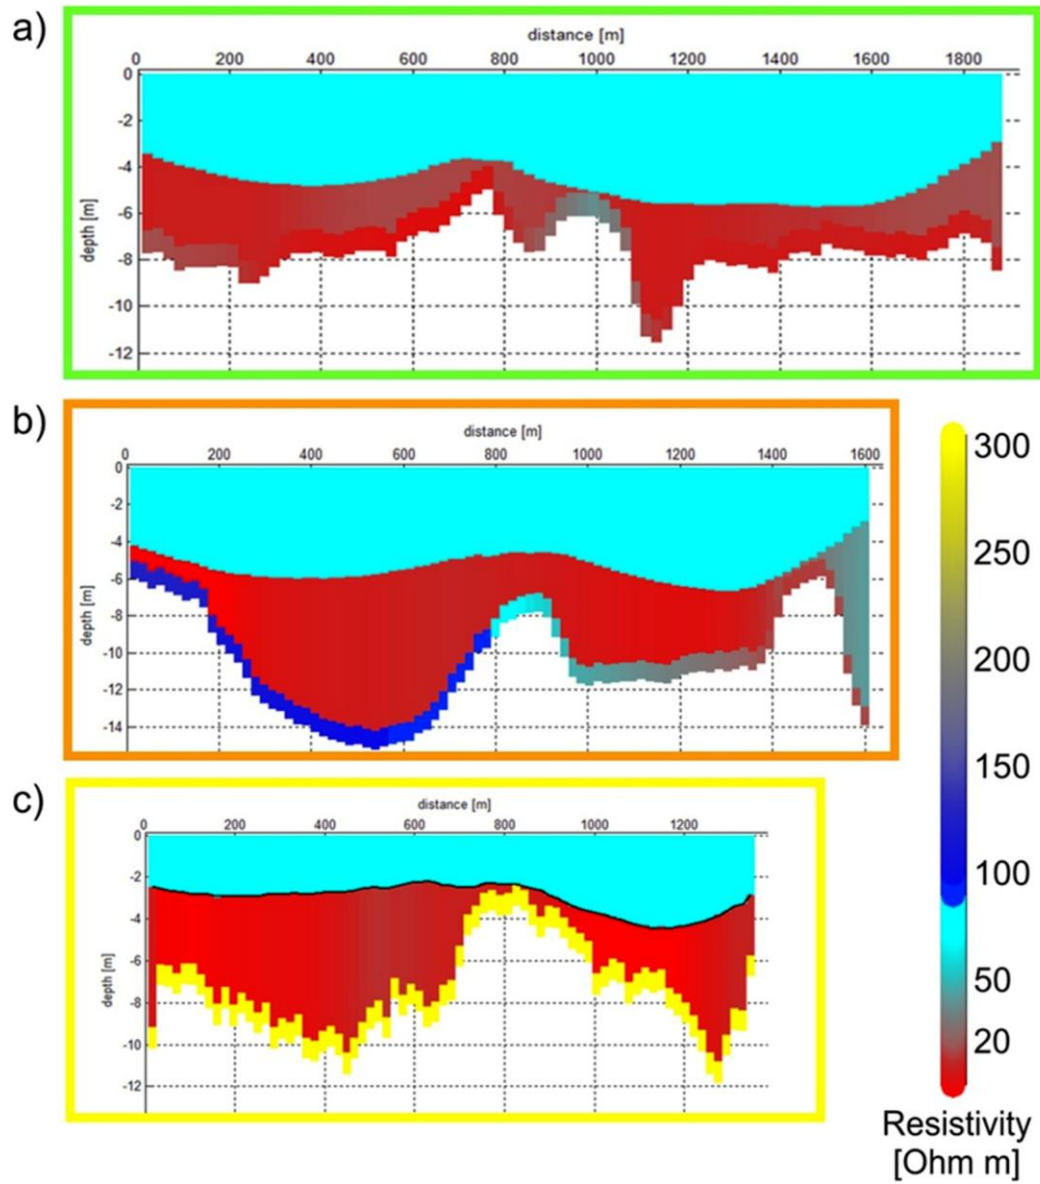 a)
distance [m]
0 200 400 600 800 1000 1200 1400 1600 1800
0
-2
-4
-6
-8
-10
-12
depth [m]
b)
distance [m]
0 200 400 600 800 1000 1200 1400 1600
0
-2
-4
-6
-8
-10
-12
-14
depth [m]
c)
distance [m]
0 200 400 600 800 1000 1200
0
-2
-4
-6
-8
-10
-12
depth [m]
300
250
200
150
100
50
20
Resistivity
[Ohm m]